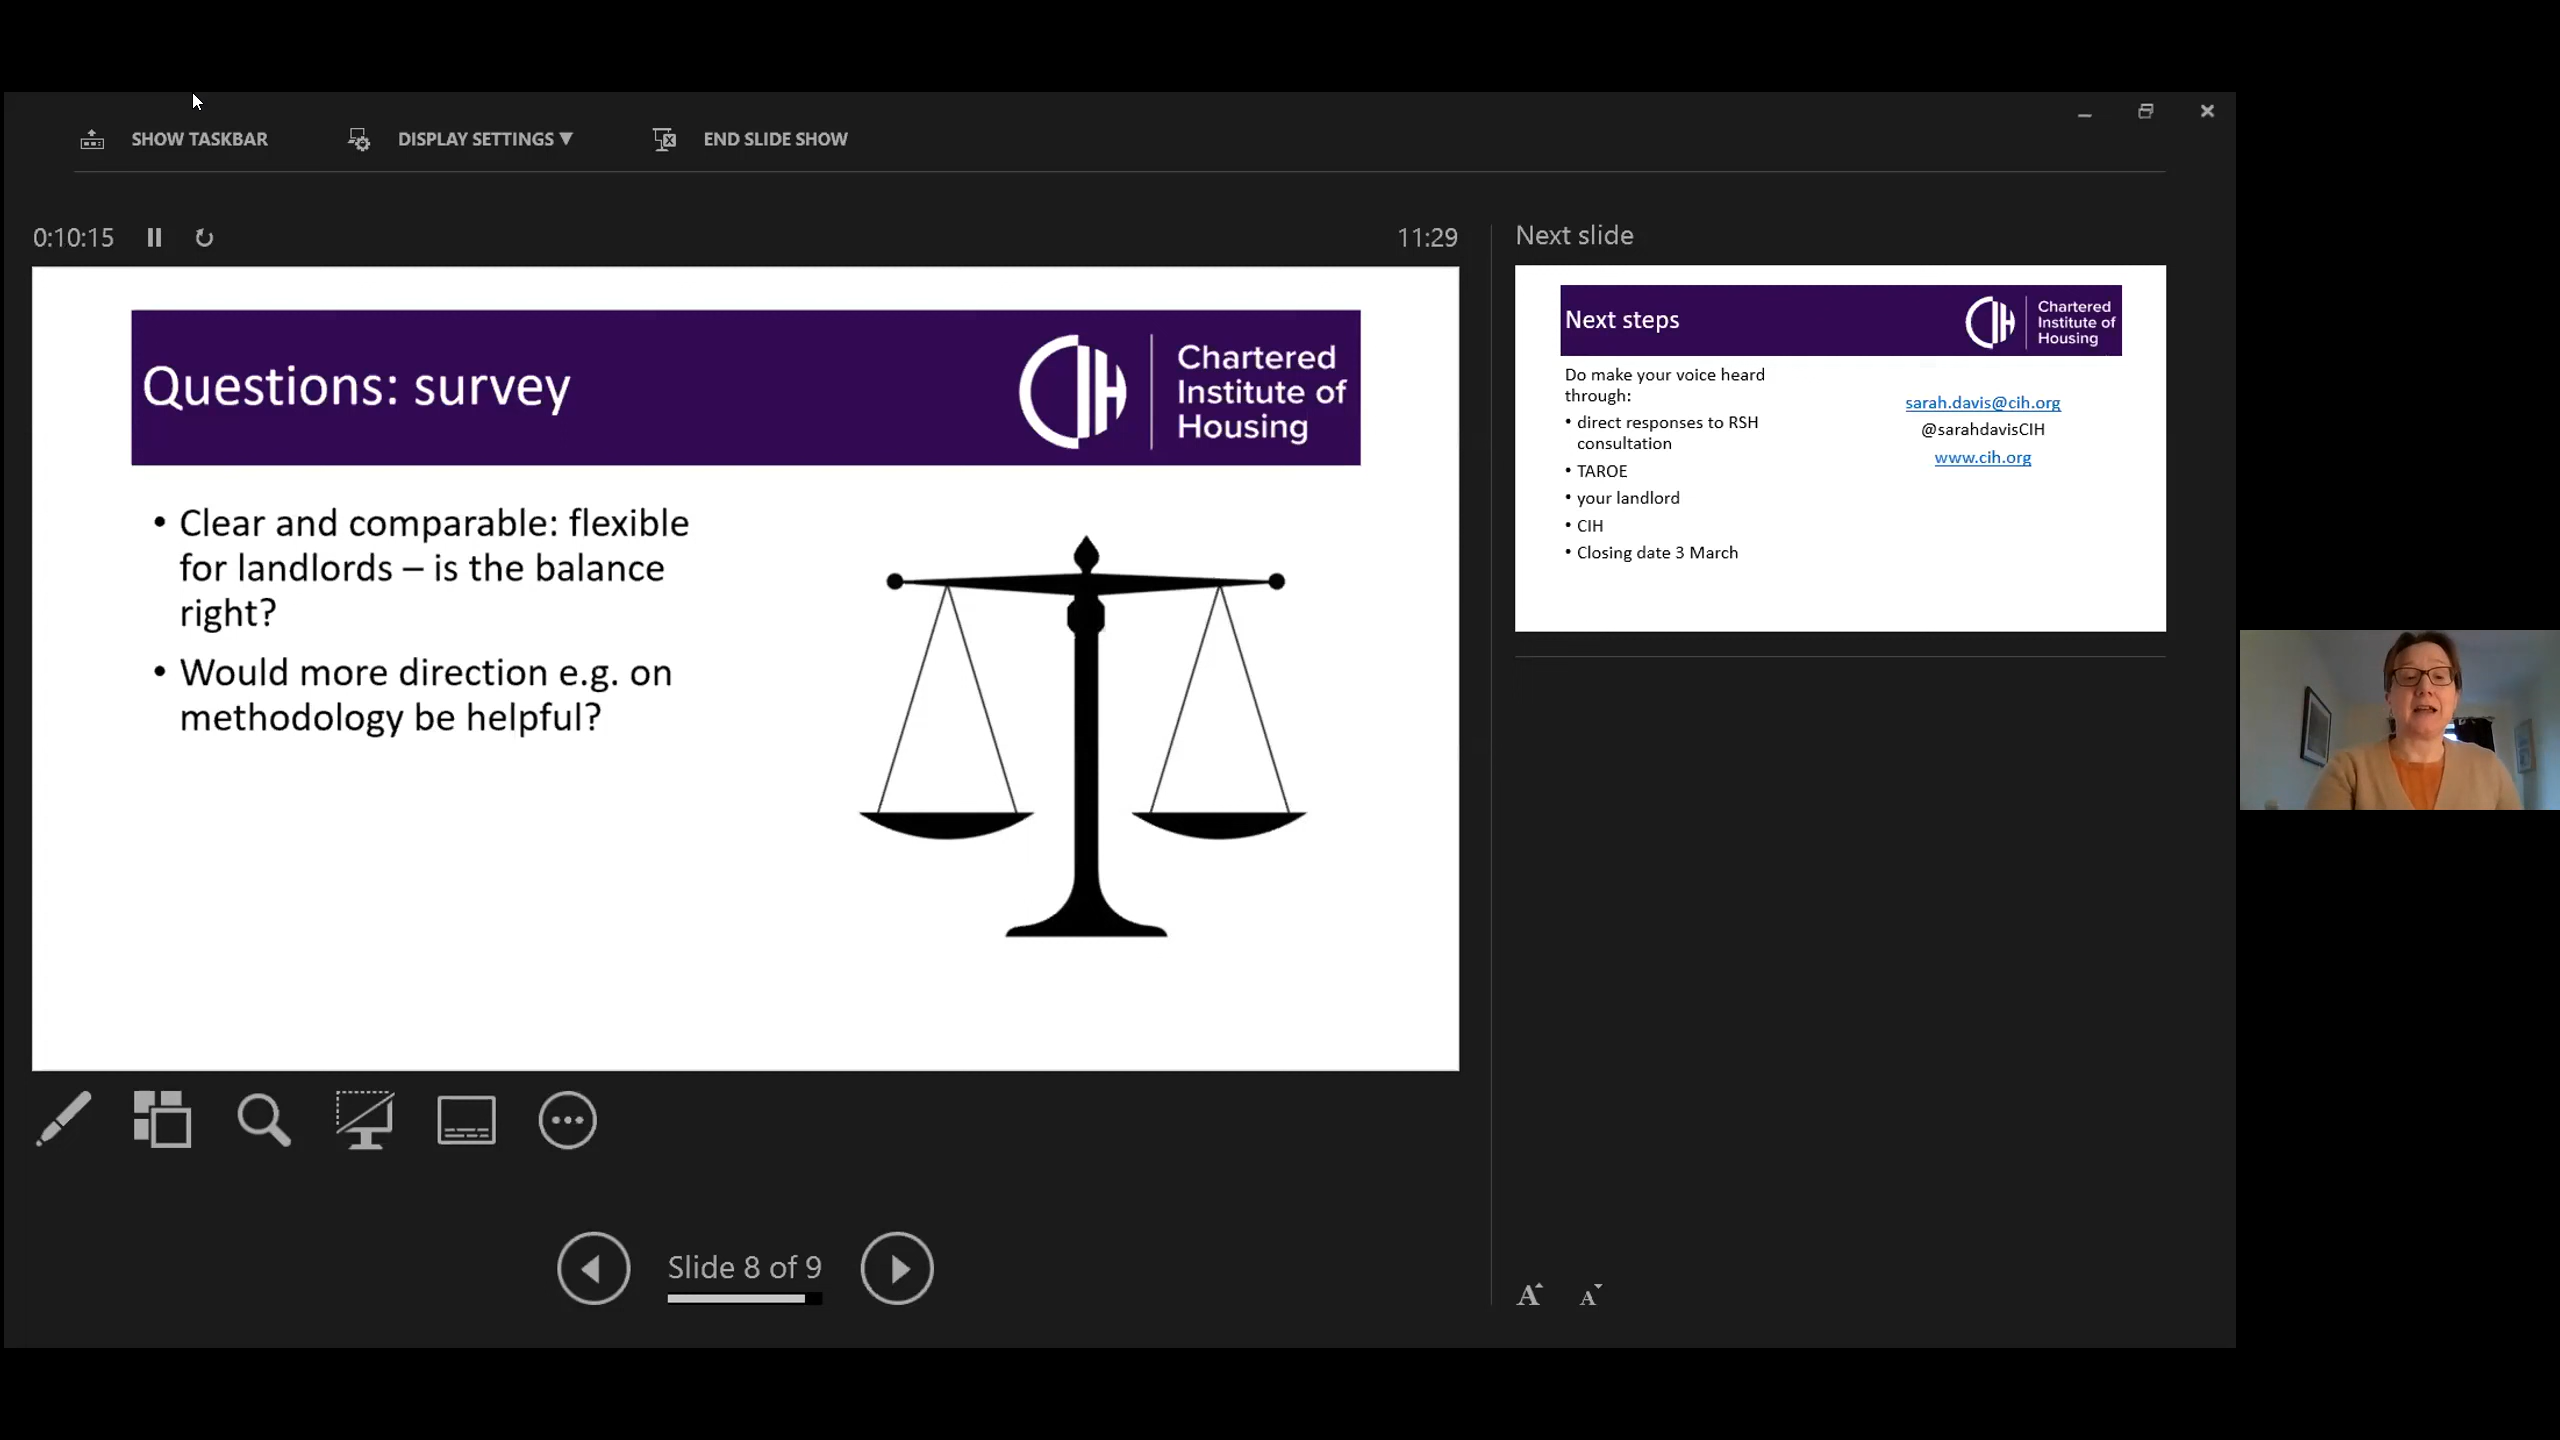 SHOW TASKBAR
DISPLAY SETTINGS ▼
END SLIDE SHOW
0:10:15
11:29
Questions: survey
Chartered
Institute of
Housing
• Clear and comparable: flexible
for landlords – is the balance
right?
• Would more direction e.g. on
methodology be helpful?
Slide 8 of 9
Next slide
Next steps
Chartered
Institute of
Housing
Do make your voice heard
through:
• direct responses to RSH
consultation
• TAROE
• your landlord
• CIH
• Closing date 3 March
sarah.davis@cih.org
@sarahdavisCIH
www.cih.org
A A